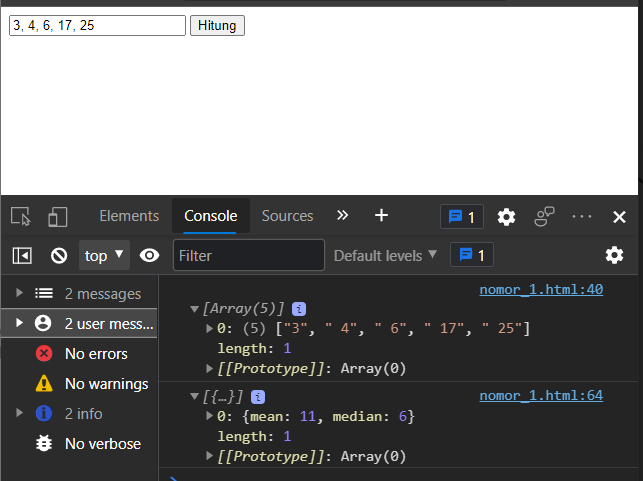 3, 4, 6, 17, 25 Hitung
Elements Console Sources » + 1 ··· ×
top ▼ Filter Default levels ▼ 1
2 messages
2 user mess...
No errors
No warnings
2 info
No verbose
nomor_1.html:40
▼[Array(5)] i
▶0: (5) ["3", " 4", " 6", " 17", " 25"]
length: 1
▶[[Prototype]]: Array(0)
nomor_1.html:64
▼[{…}] i
▶0: {mean: 11, median: 6}
length: 1
▶[[Prototype]]: Array(0)